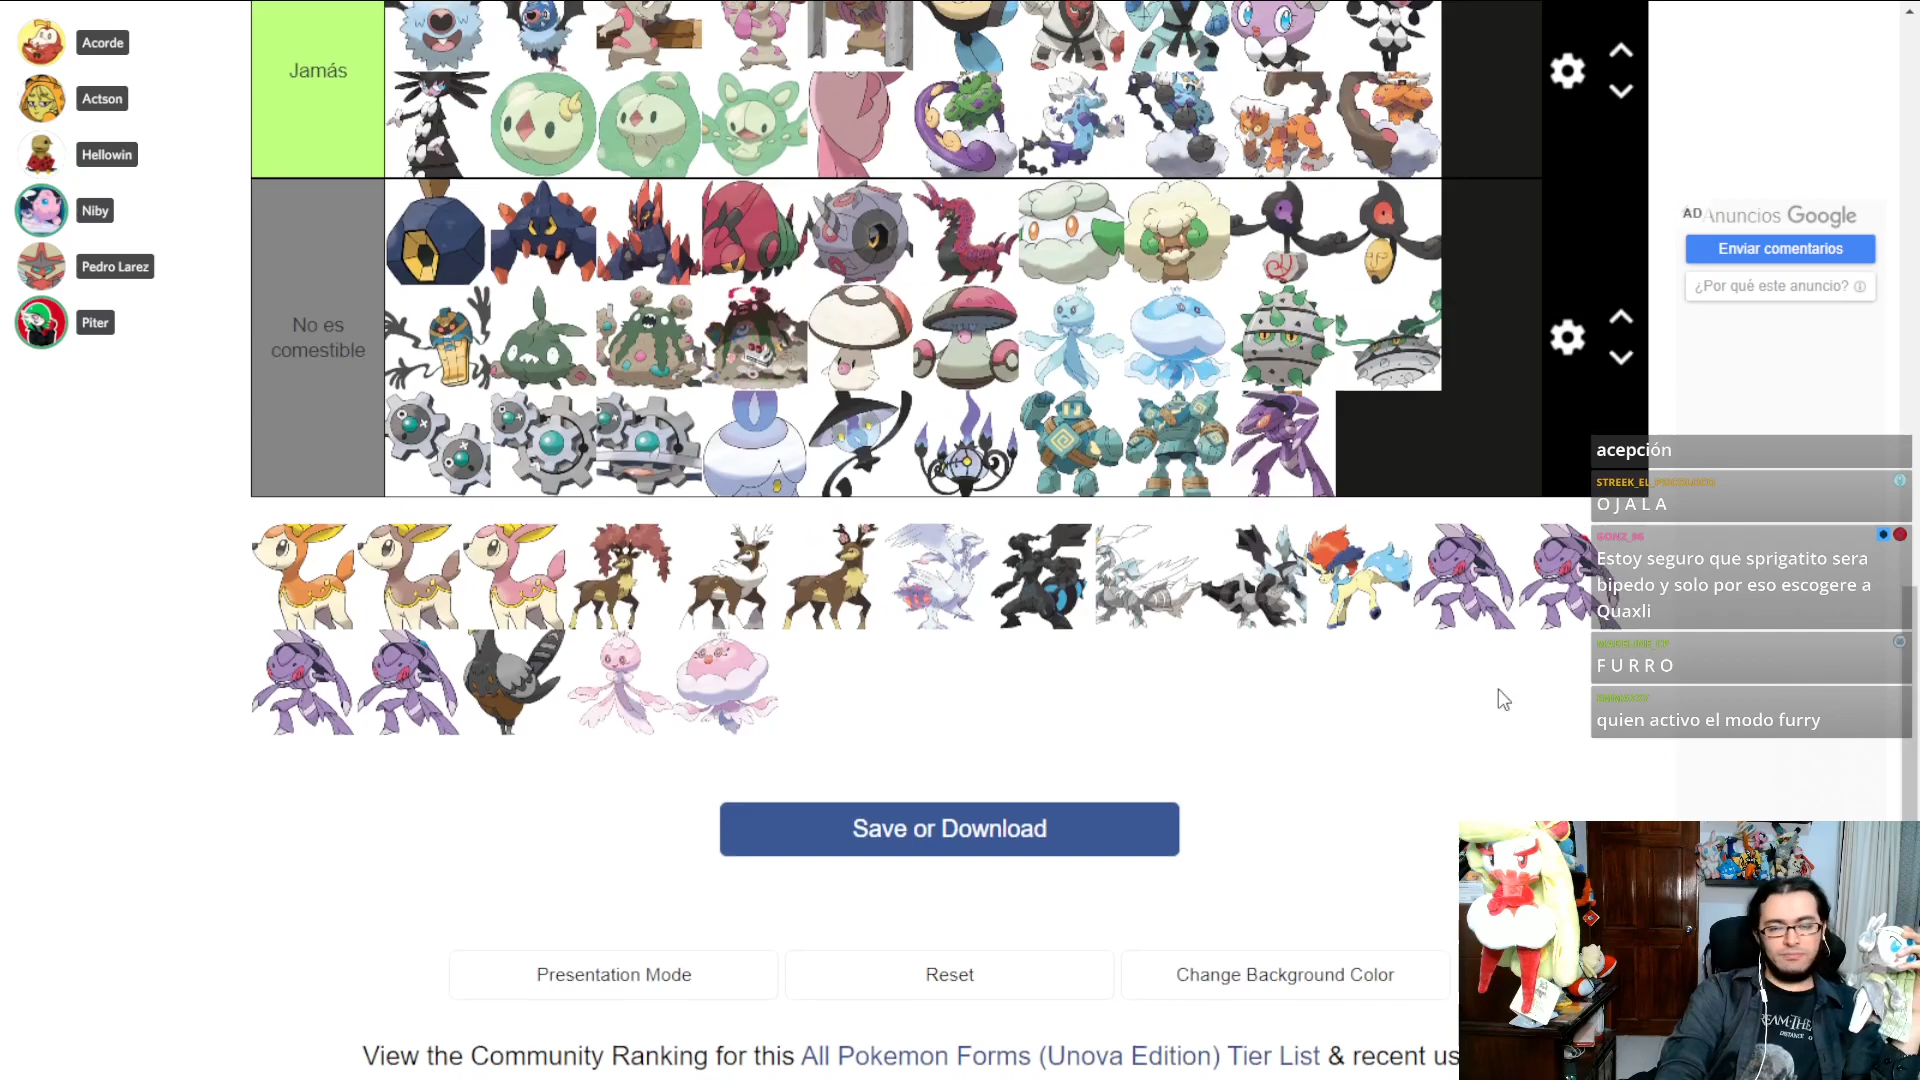 Acorde
Actson
Hellowin
Niby
Pedro Larez
Piter
Jamás
No es
comestible
AD
Anuncios Google
Enviar comentarios
¿Por qué este anuncio?
acepción
O J A L A
GONZ_96
Estoy seguro que sprigatito sera
bipedo y solo por eso escogere a
Quaxli
F U R R O
quien activo el modo furry
Save or Download
Presentation Mode
Reset
Change Background Color
View the Community Ranking for this All Pokemon Forms (Unova Edition) Tier List & recent us